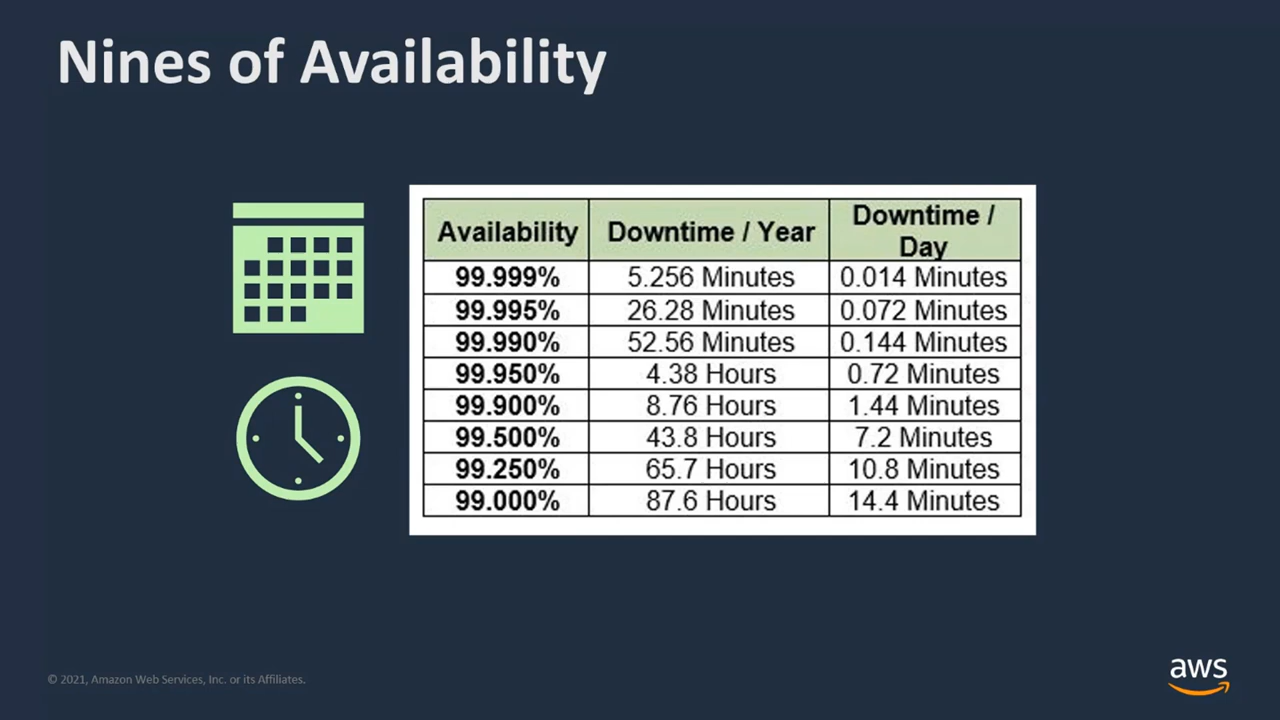 Nines of Availability
Availability Downtime / Year Downtime / Day
99.999% 5.256 Minutes 0.014 Minutes
99.995% 26.28 Minutes 0.072 Minutes
99.990% 52.56 Minutes 0.144 Minutes
99.950% 4.38 Hours 0.72 Minutes
99.900% 8.76 Hours 1.44 Minutes
99.500% 43.8 Hours 7.2 Minutes
99.250% 65.7 Hours 10.8 Minutes
99.000% 87.6 Hours 14.4 Minutes
© 2021, Amazon Web Services, Inc. or its Affiliates.
aws